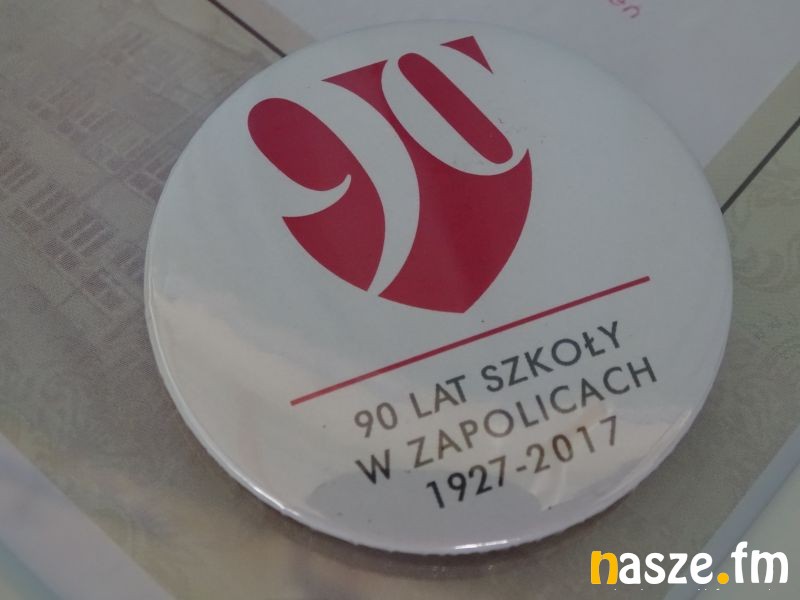 90
90 LAT SZKOŁY
W ZAPOLICACH
1927-2017
nasze.fm